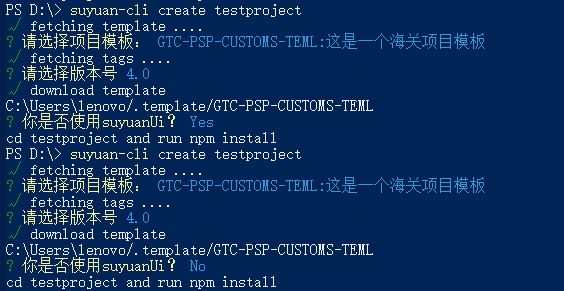 PS D:\> suyuan-cli create testproject
√ fetching template ....
? 请选择项目模板： GTC-PSP-CUSTOMS-TEML:这是一个海关项目模板
√ fetching tags ....
? 请选择版本号 4.0
√ download template
C:\Users\lenovo/.template/GTC-PSP-CUSTOMS-TEML
? 你是否使用suyuanUi？ Yes
cd testproject and run npm install
PS D:\> suyuan-cli create testproject
√ fetching template ....
? 请选择项目模板： GTC-PSP-CUSTOMS-TEML:这是一个海关项目模板
√ fetching tags ....
? 请选择版本号 4.0
√ download template
C:\Users\lenovo/.template/GTC-PSP-CUSTOMS-TEML
? 你是否使用suyuanUi？ No
cd testproject and run npm install